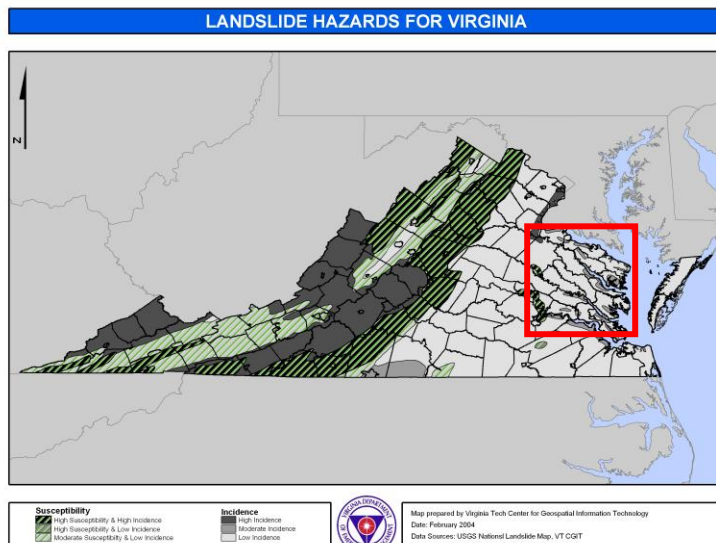 LANDSLIDE HAZARDS FOR VIRGINIA
N
Susceptibility
High Susceptibility & High Incidence
High Susceptibility & Low Incidence
Moderate Susceptibility & Low Incidence
Incidence
High Incidence
Moderate Incidence
Low Incidence
VIRGINIA DEPARTMENT
Map prepared by Virginia Tech Center for Geospatial Information Technology
Date: February 2004
Data Sources: USGS National Landslide Map, VT CGIT